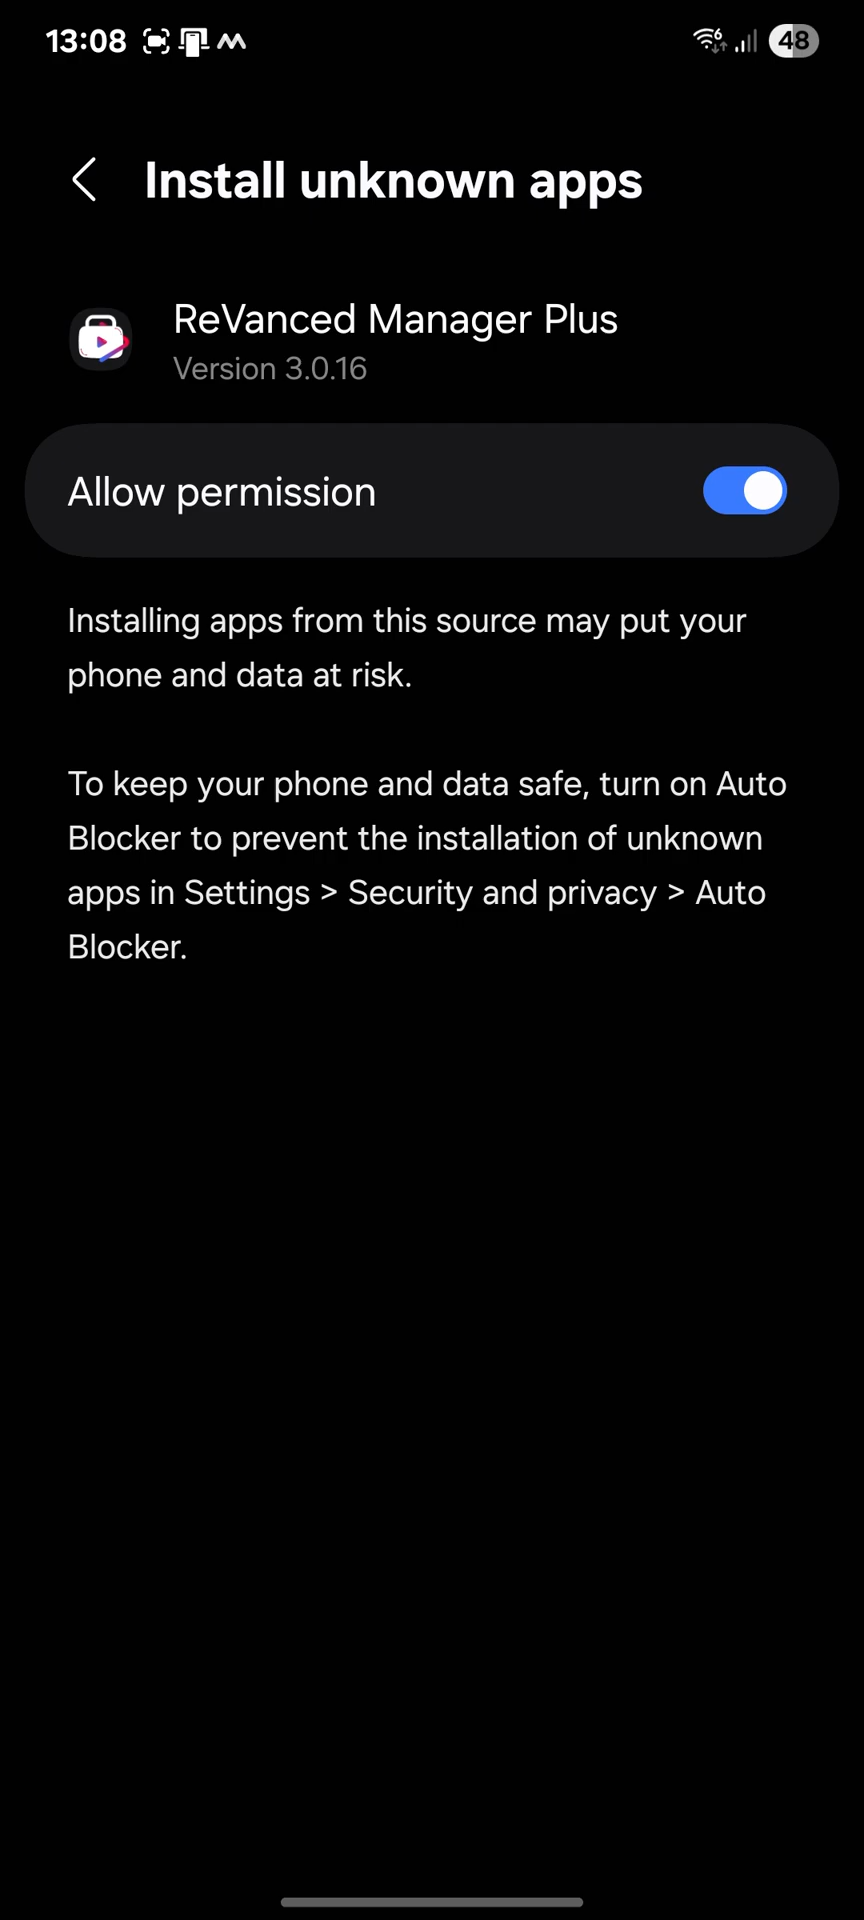 13:08
6
48
Install unknown apps
ReVanced Manager Plus
Version 3.0.16
Allow permission
Installing apps from this source may put your
phone and data at risk.
To keep your phone and data safe, turn on Auto
Blocker to prevent the installation of unknown
apps in Settings > Security and privacy > Auto
Blocker.